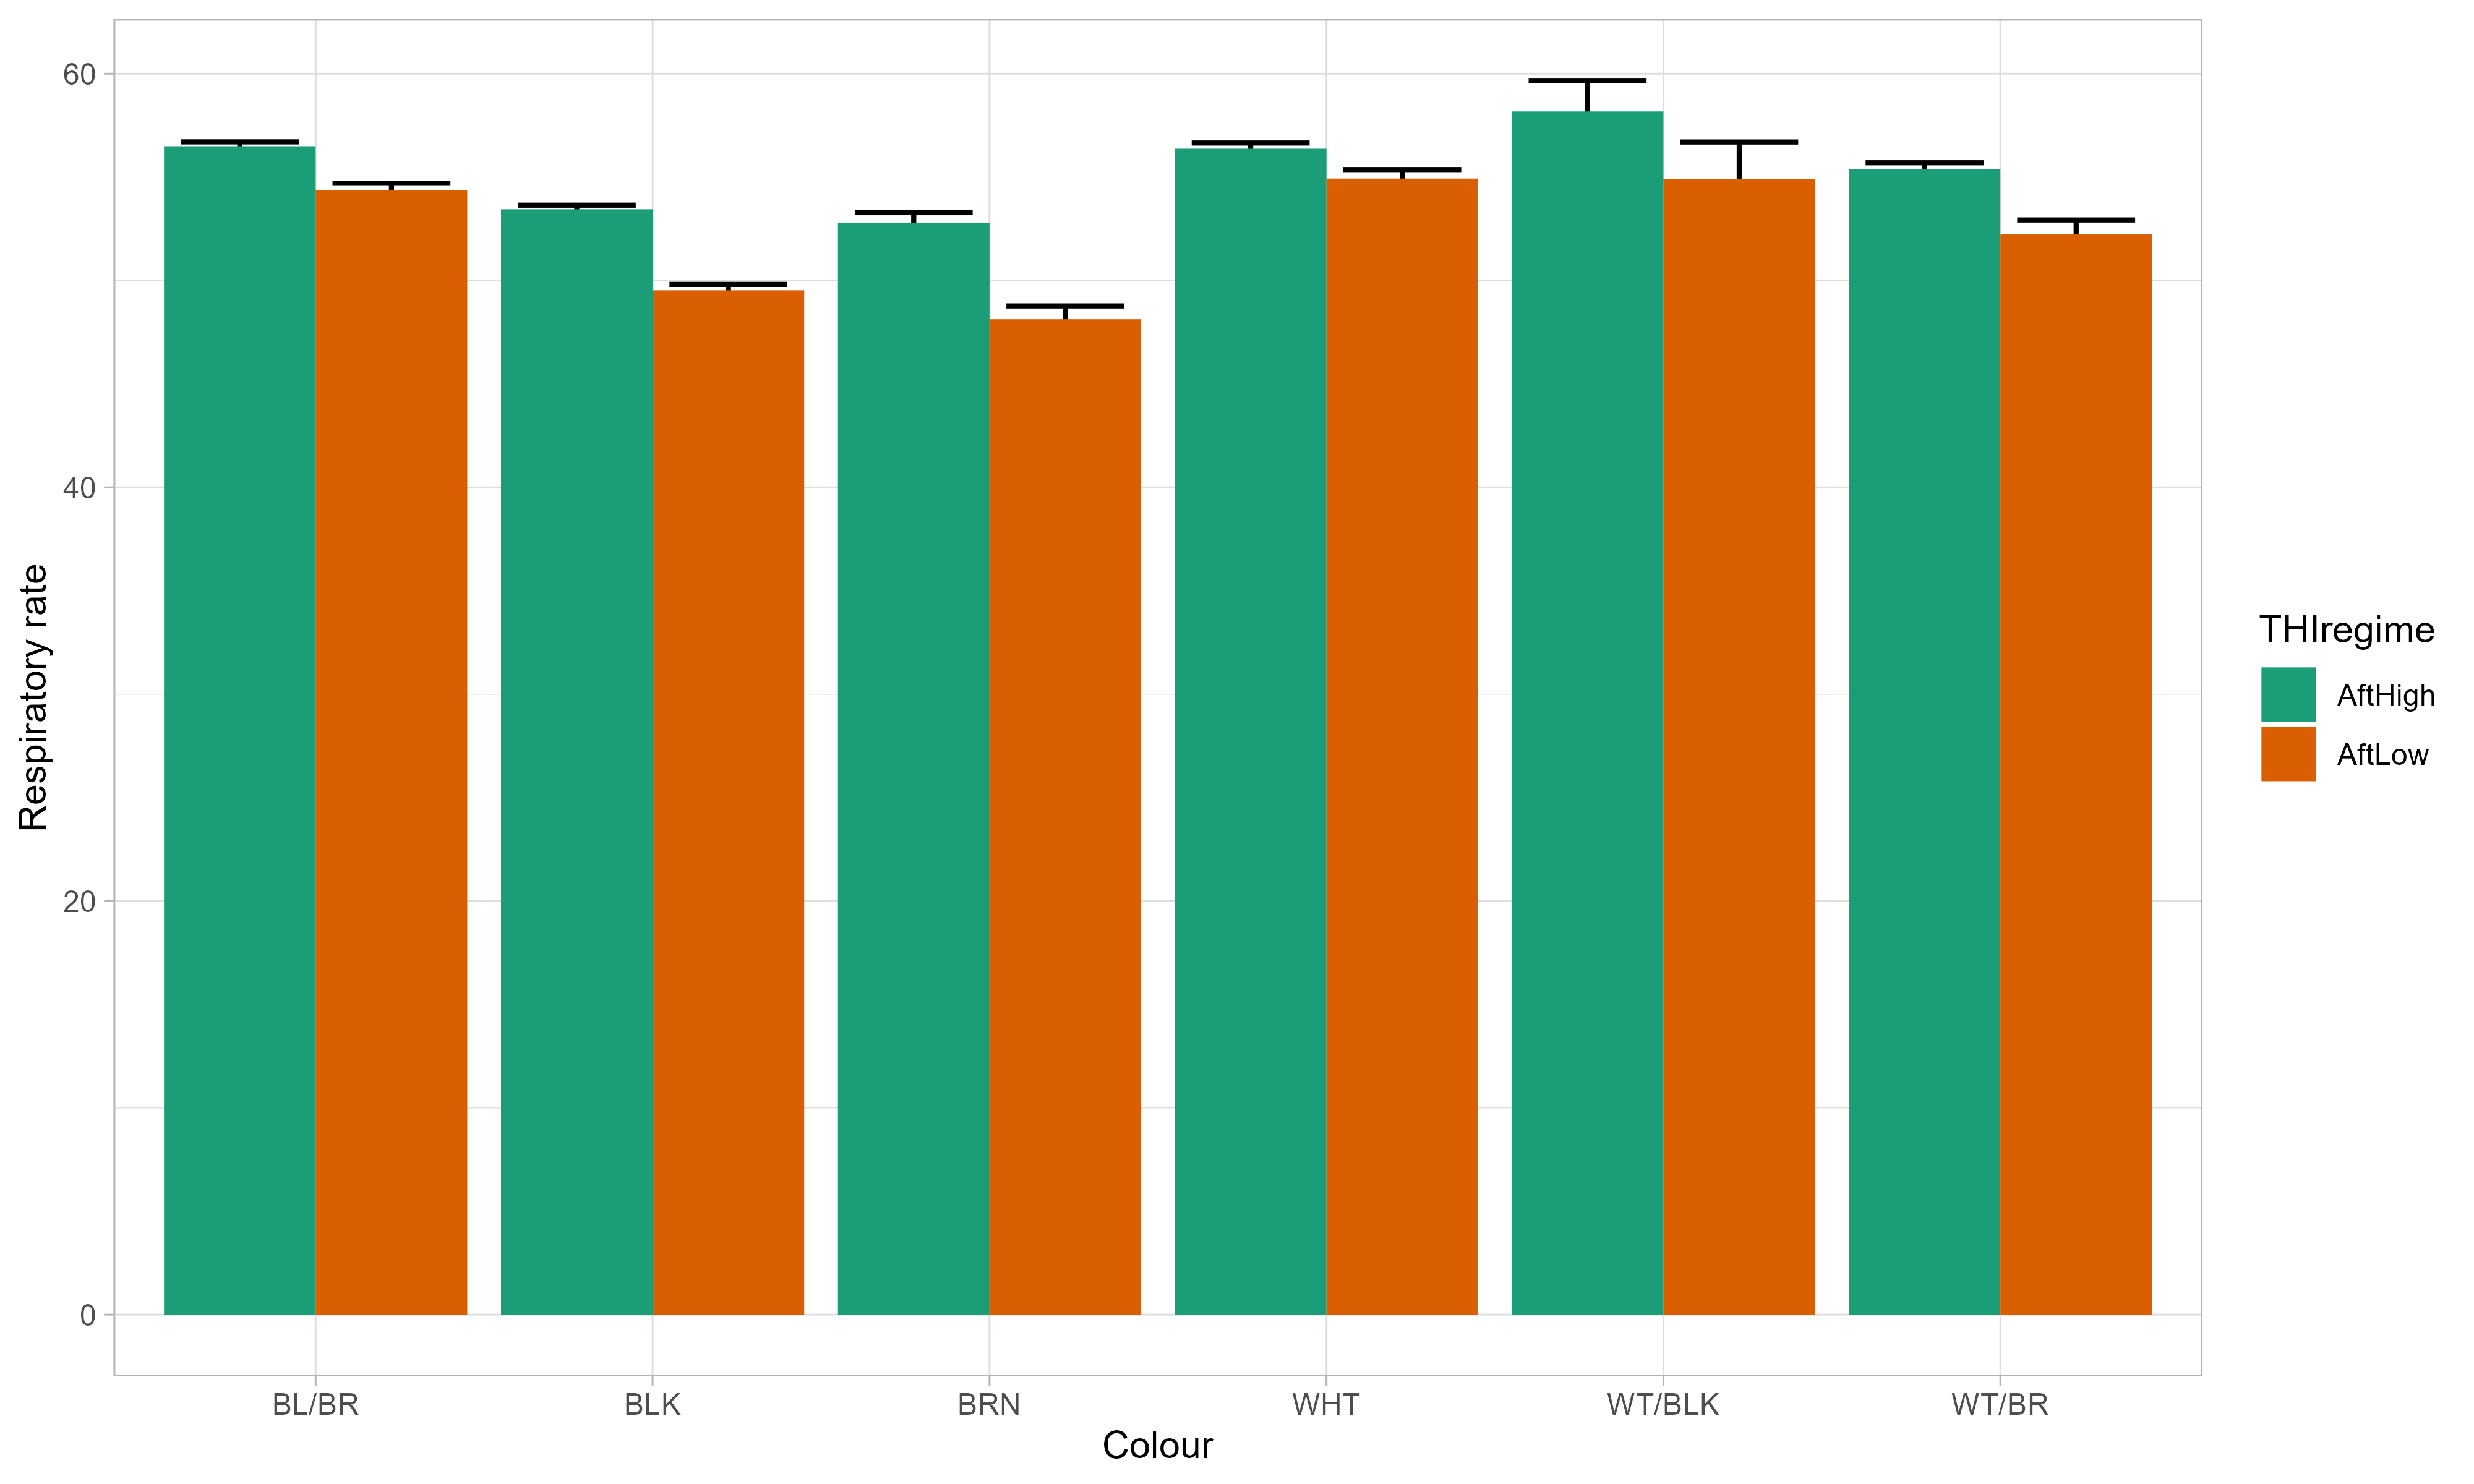 60
40
20
0
Respiratory rate
BL/BR BLK BRN WHT WT/BLK WT/BR
Colour
THIregime
AftHigh
AftLow